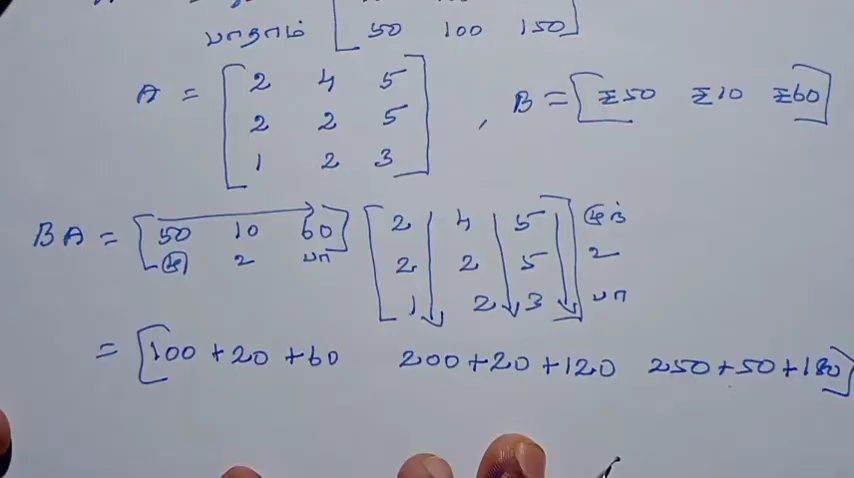 பாதாம் [ 50 100 150 ]
A = [ 2 4 5
2 2 5
1 2 3 ] , B = [ ₹50 ₹10 ₹60 ]
BA = [ 50 10 60 ] [ 2 4 5
2 2 2 5 2
1 2 3 ]
= [ 100 + 20 + 60 200 + 20 + 120 250 + 50 + 180 ]